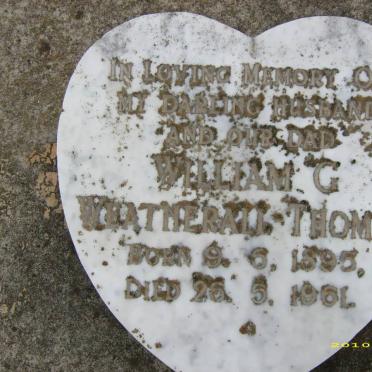 IN LOVING MEMORY O
MY DARLING HUSBAN
AND OUR DAD
WILLIAM G
WEATHERALL THOM
BORN 9. 6. 1895,
DIED 26. 5. 1961.
2010